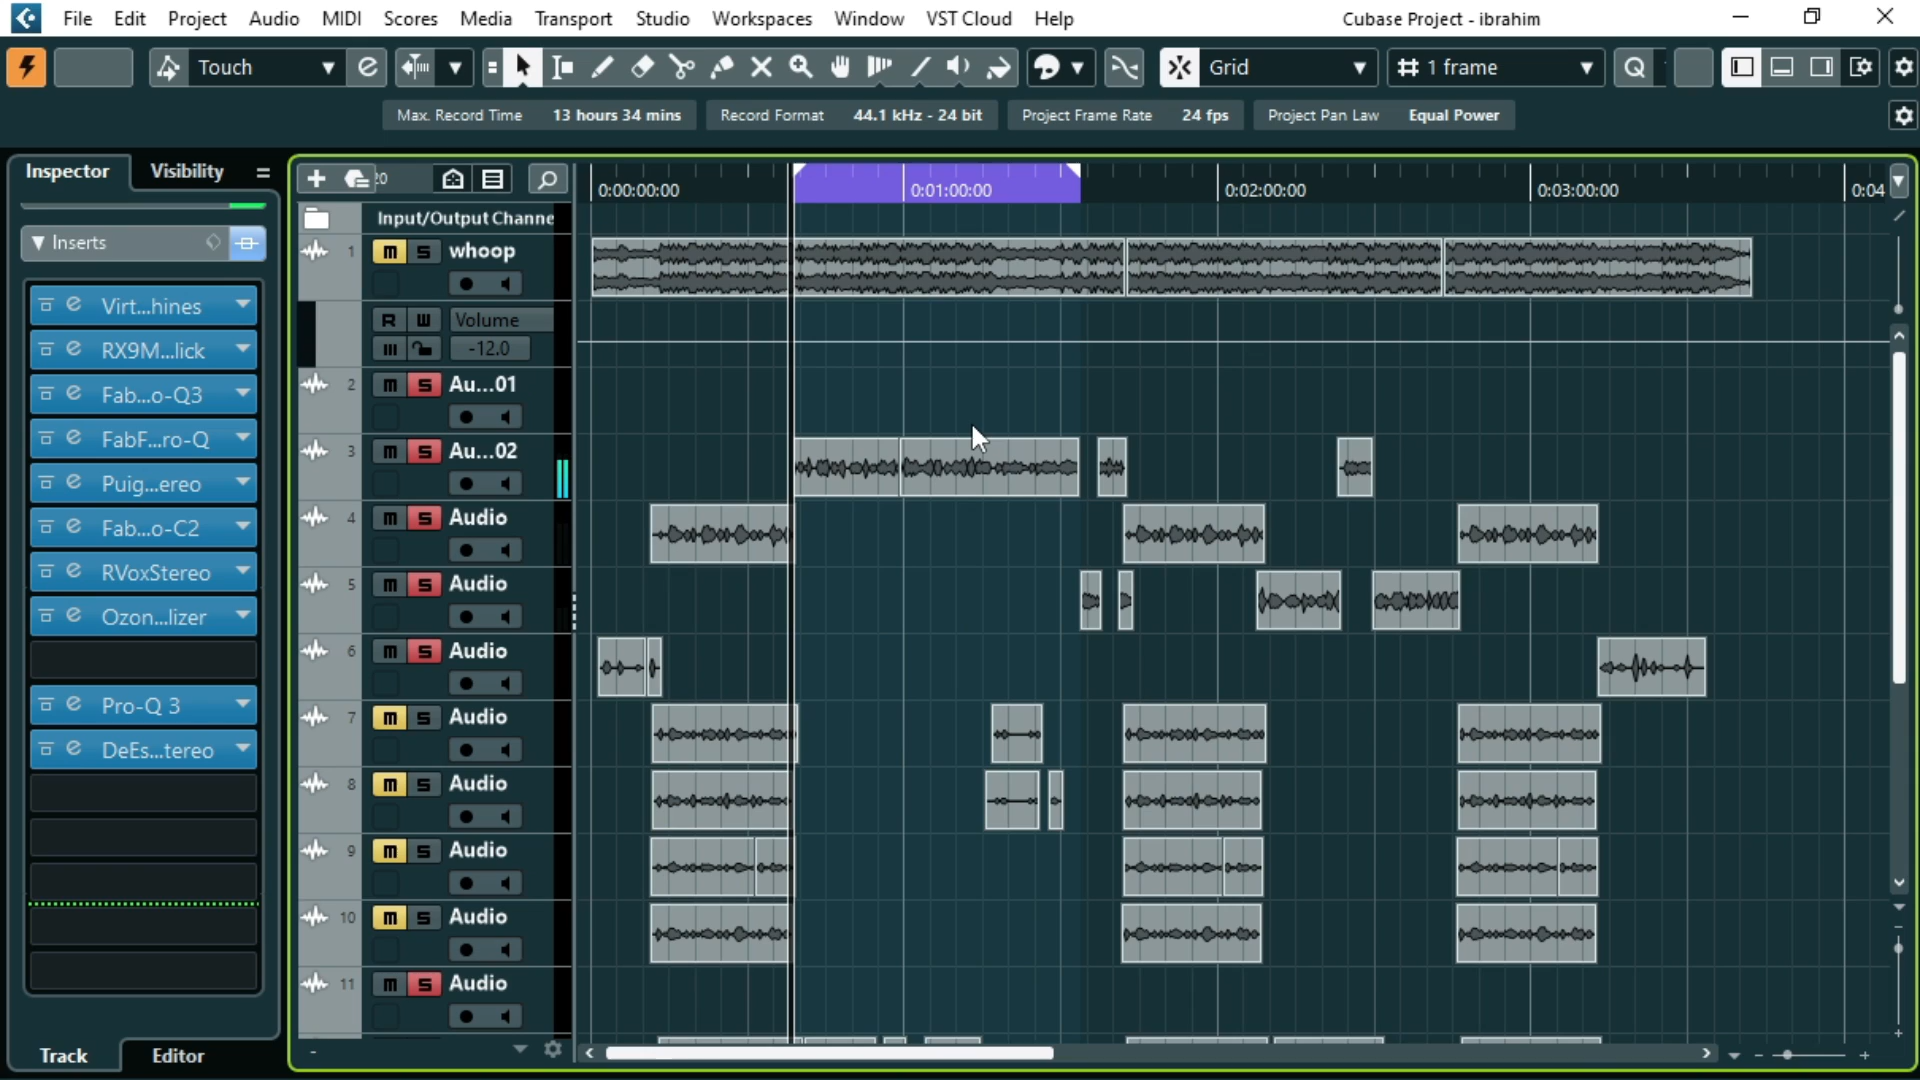 File Edit Project Audio MIDI Scores Media Transport Studio Workspaces Window VST Cloud Help Cubase Project - ibrahim
Touch Grid 1 frame Q
Max. Record Time 13 hours 34 mins Record Format 44.1 kHz - 24 bit Project Frame Rate 24 fps Project Pan Law Equal Power
Inspector Visibility
20
0:00:00:00 0:01:00:00 0:02:00:00 0:03:00:00 0:04
Input/Output Channe
Inserts
1 m S whoop
Virt...hines
R W Volume
RX9M...lick
-12.0
2 m S Au...01
Fab...o-Q3
FabF...ro-Q
3 m S Au...02
Puig...ereo
4 m S Audio
Fab...o-C2
RVoxStereo
5 m S Audio
Ozon...lizer
6 m S Audio
Pro-Q 3
7 m S Audio
DeEs...tereo
8 m S Audio
9 m S Audio
10 m S Audio
11 m S Audio
Track Editor